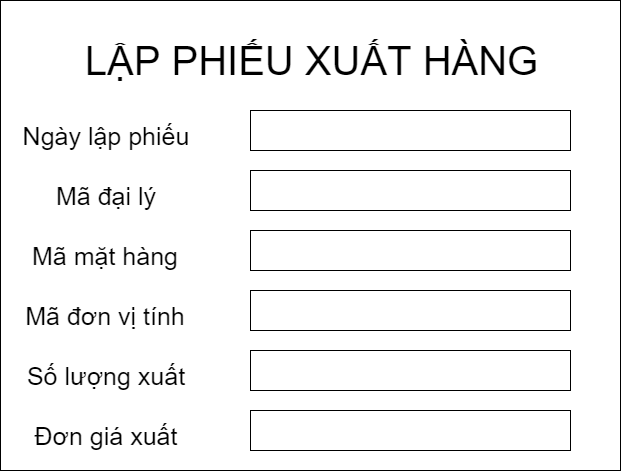 LẬP PHIẾU XUẤT HÀNG
Ngày lập phiếu
Mã đại lý
Mã mặt hàng
Mã đơn vị tính
Số lượng xuất
Đơn giá xuất